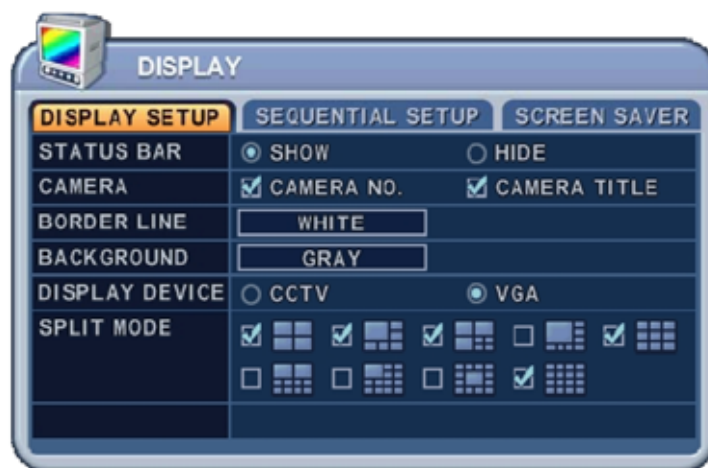 DISPLAY
DISPLAY SETUP SEQUENTIAL SETUP SCREEN SAVER
STATUS BAR SHOW HIDE
CAMERA CAMERA NO. CAMERA TITLE
BORDER LINE WHITE
BACKGROUND GRAY
DISPLAY DEVICE CCTV VGA
SPLIT MODE